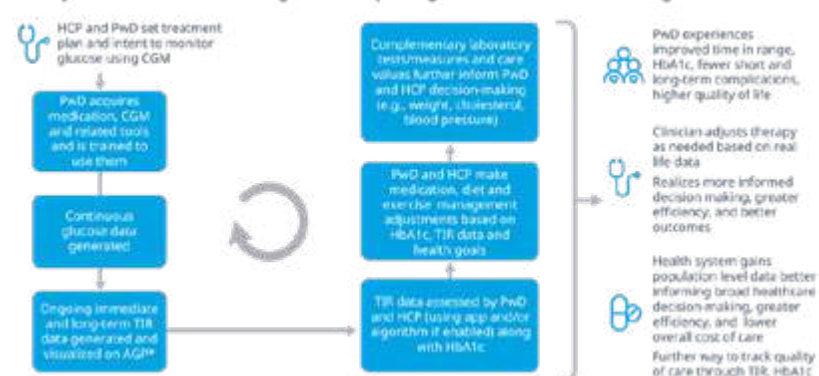 HCP and PwD set treatment
plan and intent to monitor
glucose using CGM
PwD acquires
medication, CGM
and related tools
and is trained to
use them
Continuous
glucose data
generated
Ongoing immediate
and long-term TIR
data generated and
visualized on AGP*
Complementary laboratory
tests/measures and care
values further inform PwD
and HCP decision-making
(e.g., weight, cholesterol,
blood pressure)
PwD and HCP make
medication, diet and
exercise management
adjustments based on
HbA1c, TIR data and
health goals
TIR data assessed by PwD
and HCP (using app and/or
algorithm if enabled) along
with HbA1c
PwD experiences
improved time in range,
HbA1c, fewer short and
long-term complications,
higher quality of life
Clinician adjusts therapy
as needed based on real
life data
Realizes more informed
decision making, greater
efficiency, and better
outcomes
Health system gains
population level data better
informing broad healthcare
decision-making, greater
efficiency, and lower
overall cost of care
Further way to track quality
of care through TIR, HbA1c